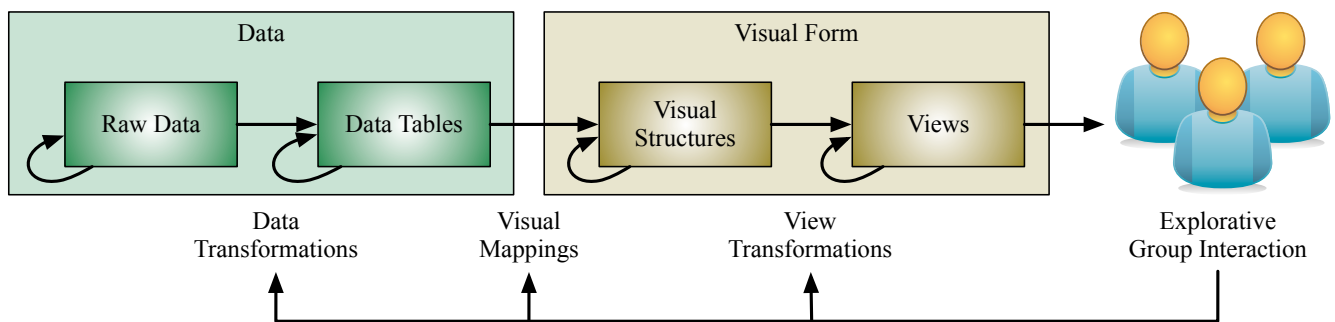 Data
Visual Form
Raw Data
Data Tables
Visual
Structures
Views
Data
Transformations
Visual
Mappings
View
Transformations
Explorative
Group Interaction